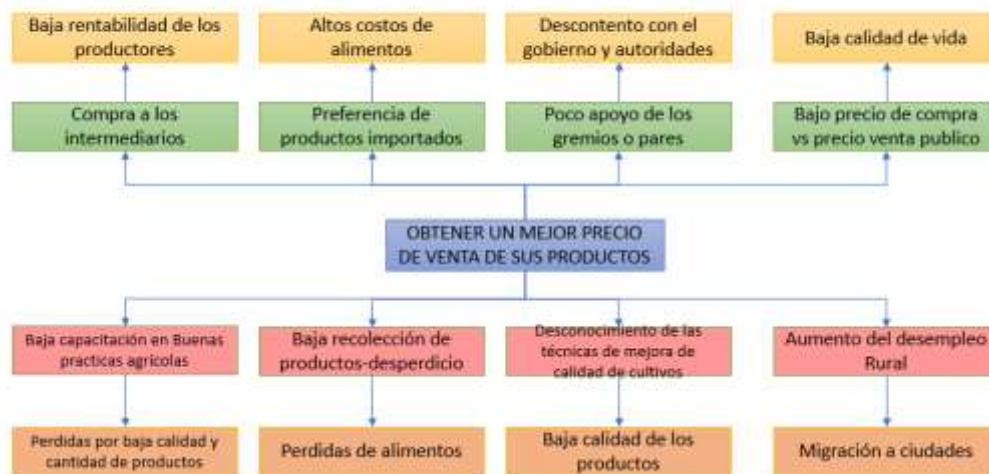 Baja rentabilidad de los
productores
Altos costos de
alimentos
Descontento con el
gobierno y autoridades
Baja calidad de vida
Compra a los
intermediarios
Preferencia de
productos importados
Poco apoyo de los
gremios o pares
Bajo precio de compra
vs precio venta publico
OBTENER UN MEJOR PRECIO
DE VENTA DE SUS PRODUCTOS
Baja capacitación en Buenas
practicas agrícolas
Baja recolección de
productos-desperdicio
Desconocimiento de las
técnicas de mejora de
calidad de cultivos
Aumento del desempleo
Rural
Perdidas por baja calidad y
cantidad de productos
Perdidas de alimentos
Baja calidad de los
productos
Migración a ciudades